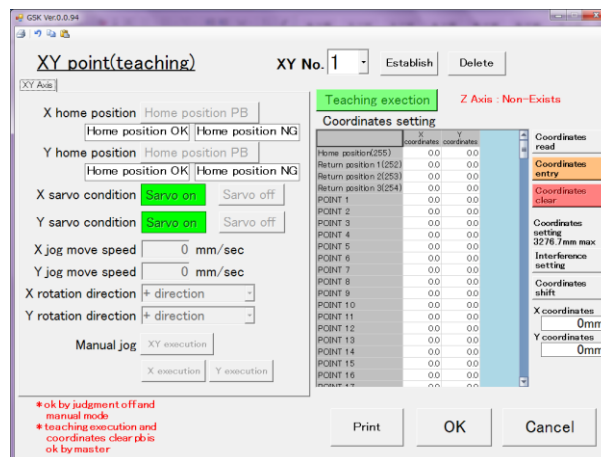 GSK Ver.0.0.94
XY point(teaching)
XY No. 1
Establish
Delete
XY Axis
Teaching exection
Z Axis : Non-Exists
X home position Home position PB
Home position OK Home position NG
Y home position Home position PB
Home position OK Home position NG
X sarvo condition Sarvo on Sarvo off
Y sarvo condition Sarvo on Sarvo off
X jog move speed 0 mm/sec
Y jog move speed 0 mm/sec
X rotation direction + direction
Y rotation direction + direction
Manual jog XY execution
X execution Y execution
Coordinates setting
X coordinates Y coordinates
Home position(255) 0.0 0.0
Return position 1(252) 0.0 0.0
Return position 2(253) 0.0 0.0
Return position 3(254) 0.0 0.0
POINT 1 0.0 0.0
POINT 2 0.0 0.0
POINT 3 0.0 0.0
POINT 4 0.0 0.0
POINT 5 0.0 0.0
POINT 6 0.0 0.0
POINT 7 0.0 0.0
POINT 8 0.0 0.0
POINT 9 0.0 0.0
POINT 10 0.0 0.0
POINT 11 0.0 0.0
POINT 12 0.0 0.0
POINT 13 0.0 0.0
POINT 14 0.0 0.0
POINT 15 0.0 0.0
POINT 16 0.0 0.0
POINT 17 0.0 0.0
Coordinates
read
Coordinates
entry
Coordinates
clear
Coordinates
setting
3276.7mm max
Interference
setting
Coordinates
shift
X coordinates
0mm
Y coordinates
0mm
*ok by judgment off and
manual mode
*teaching execution and
coordinates clear pb is
ok by master
Print
OK
Cancel